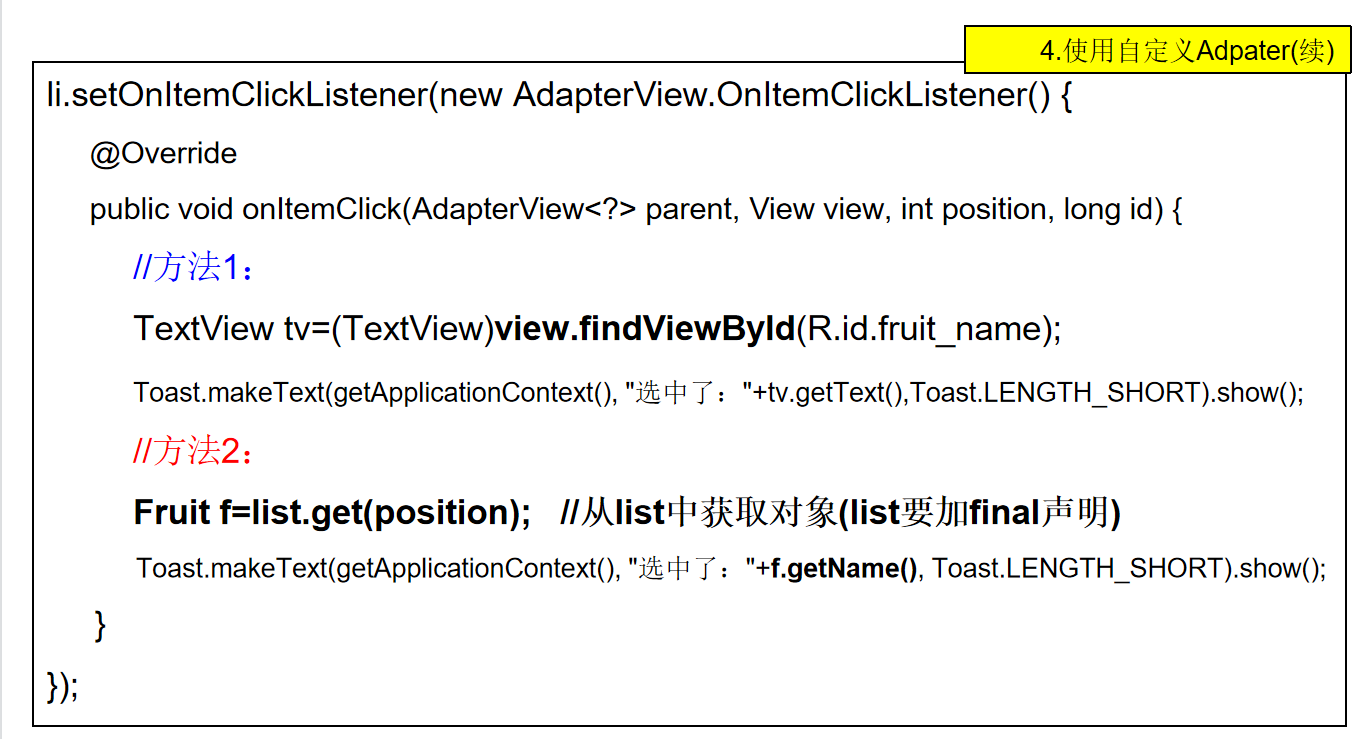 4.使用自定义Adpater(续)
li.setOnItemClickListener(new AdapterView.OnItemClickListener() {
@Override
public void onItemClick(AdapterView<?> parent, View view, int position, long id) {
//方法1：
TextView tv=(TextView)view.findViewById(R.id.fruit_name);
Toast.makeText(getApplicationContext(), "选中了："+tv.getText(),Toast.LENGTH_SHORT).show();
//方法2：
Fruit f=list.get(position); //从list中获取对象(list要加final声明)
Toast.makeText(getApplicationContext(), "选中了："+f.getName(), Toast.LENGTH_SHORT).show();
}
});